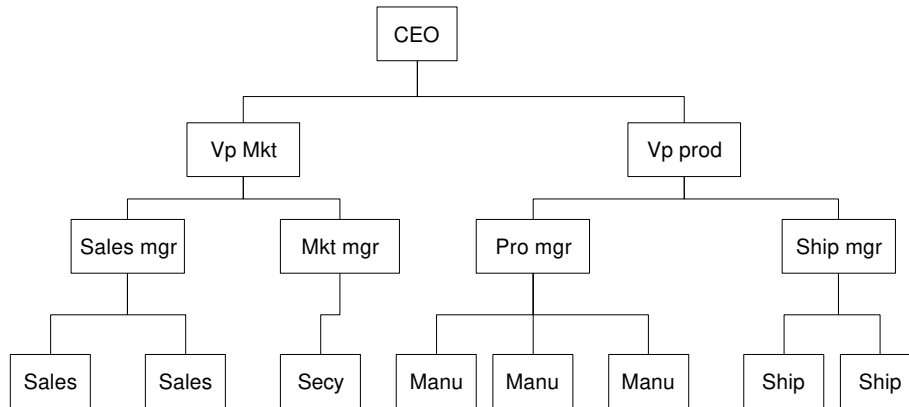 CEO
Vp Mkt
Vp prod
Sales mgr
Mkt mgr
Pro mgr
Ship mgr
Sales
Sales
Secy
Manu
Manu
Manu
Ship
Ship